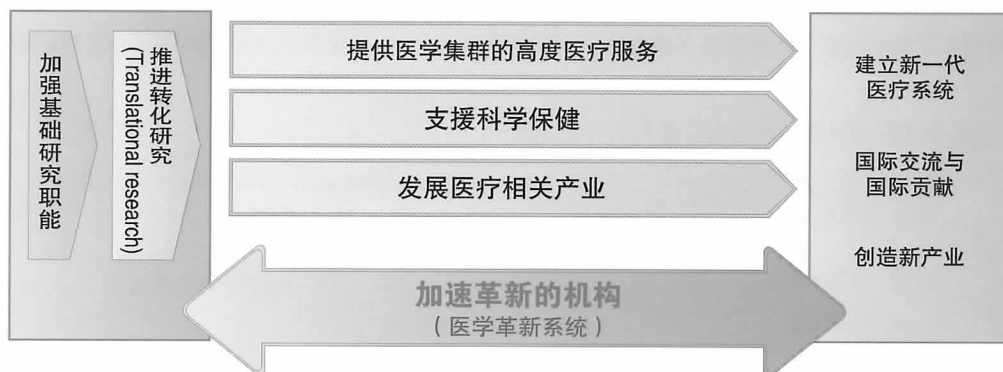 加强基础研究职能
推进转化研究
(Translational research)
提供医学集群的高度医疗服务
支援科学保健
发展医疗相关产业
加速革新的机构
（医学革新系统）
建立新一代
医疗系统
国际交流与
国际贡献
创造新产业